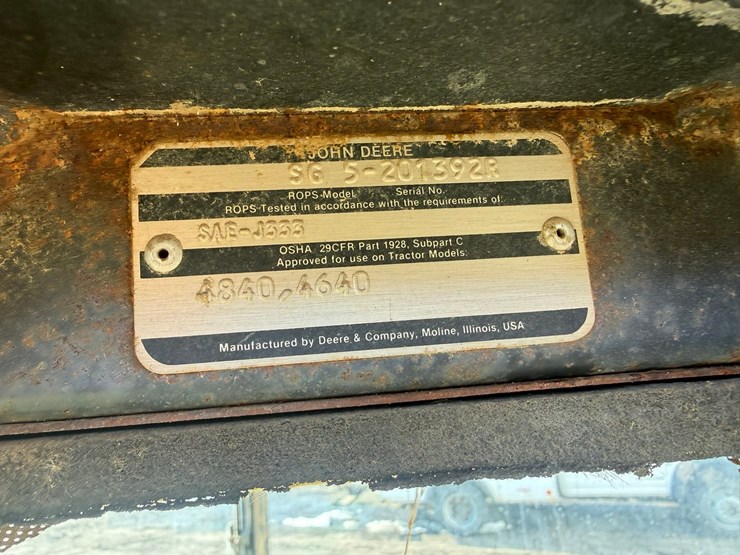 JOHN DEERE
SG 5-201392R
ROPS-Model Serial No.
ROPS-Tested in accordance with the requirements of:
SAE-J333
OSHA 29CFR Part 1928, Subpart C
Approved for use on Tractor Models:
4840,4640
Manufactured by Deere & Company, Moline, Illinois, USA